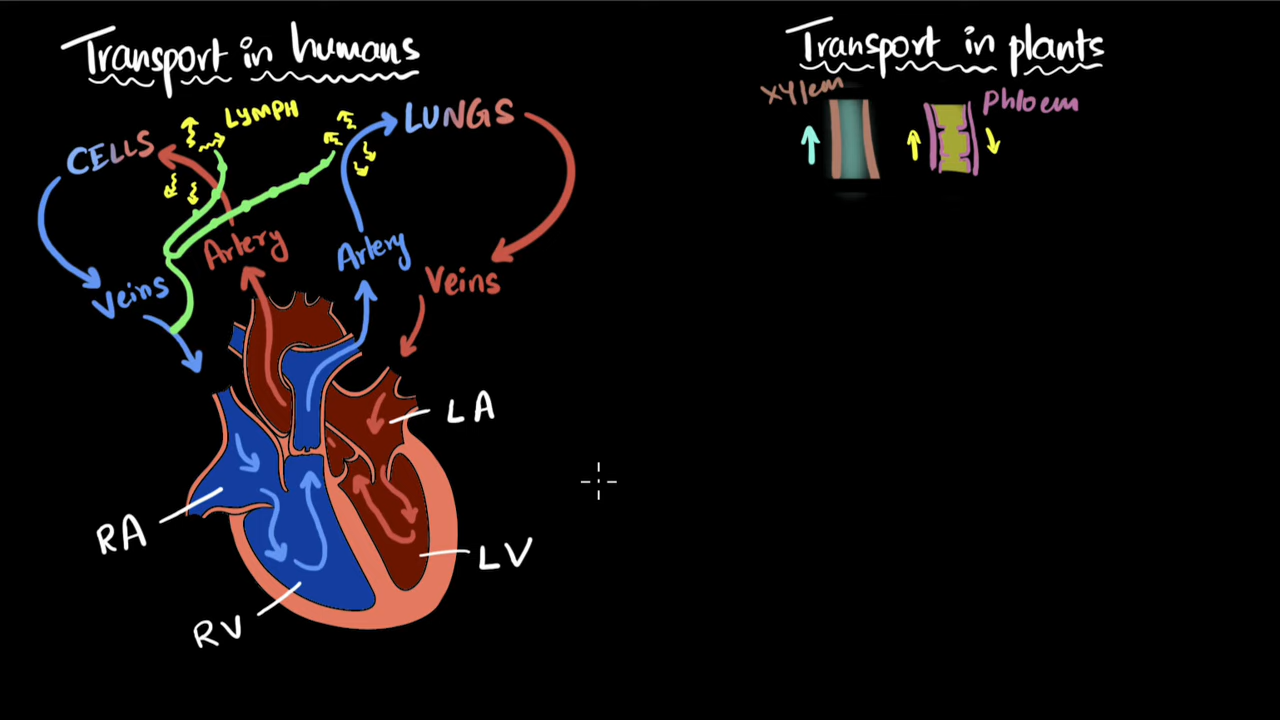 Transport in humans
LYMPH
LUNGS
CELLS
Artery
Artery
Veins
Veins
LA
RA
LV
RV
Transport in plants
xylem
Phloem